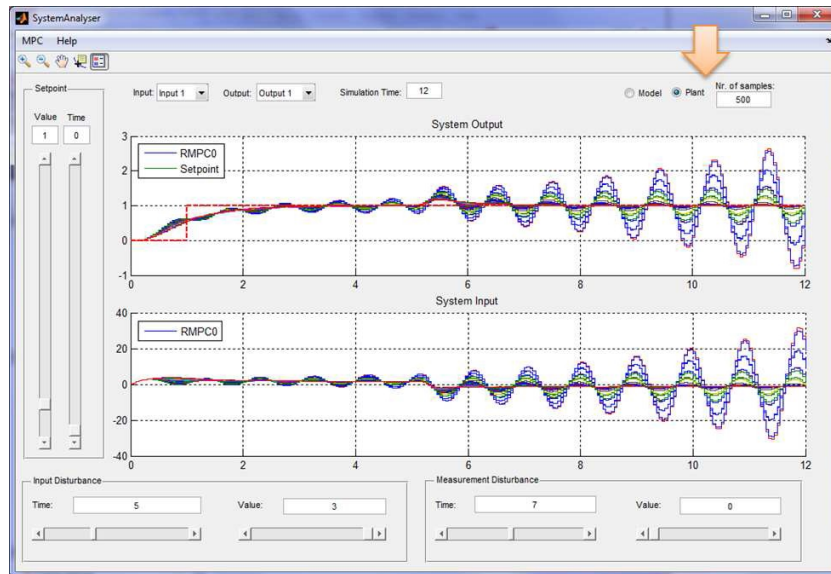 SystemAnalyser
MPC Help
Setpoint
Value Time
1 0
Input: Input 1 Output: Output 1 Simulation Time: 12
Model Plant
Nr. of samples:
500
System Output
3
2
1
0
-1
RMPC0
Setpoint
0 2 4 6 8 10 12
System Input
40
20
0
-20
-40
RMPC0
0 2 4 6 8 10 12
Input Disturbance
Time: 5 Value: 3
Measurement Disturbance
Time: 7 Value: 0